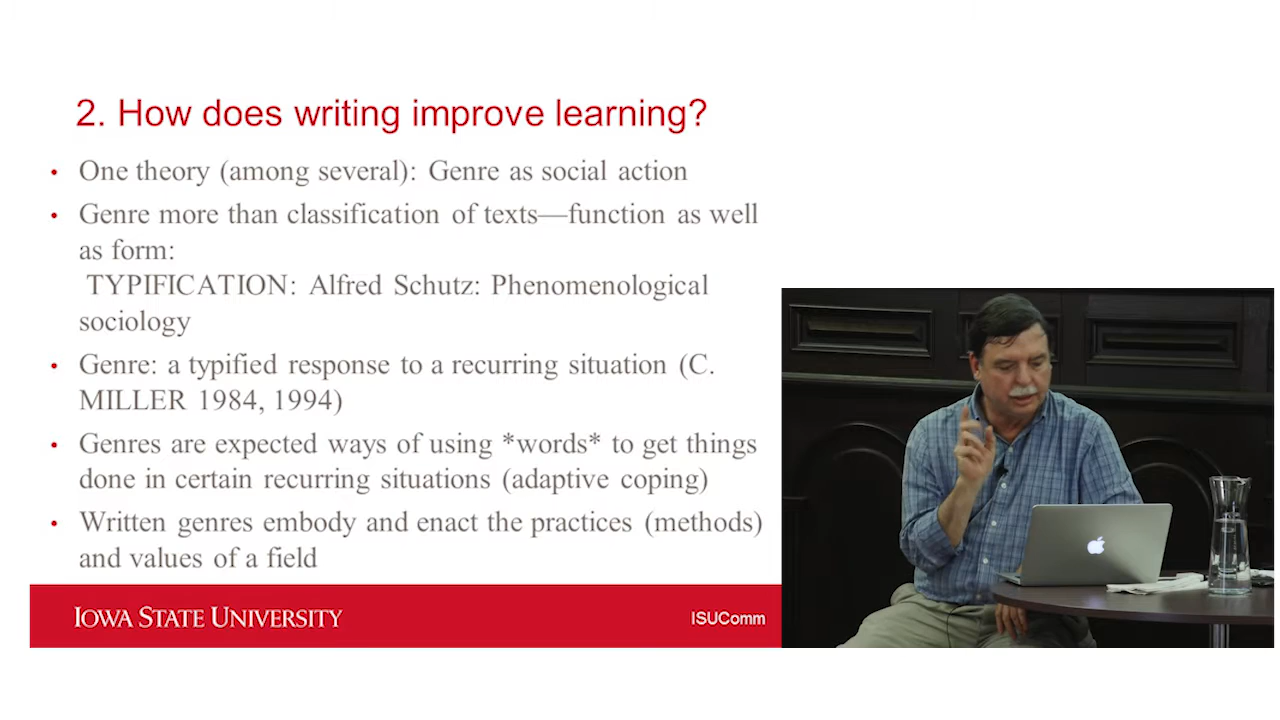 2. How does writing improve learning?
• One theory (among several): Genre as social action
• Genre more than classification of texts—function as well
as form:
TYPIFICATION: Alfred Schutz: Phenomenological
sociology
• Genre: a typified response to a recurring situation (C.
MILLER 1984, 1994)
• Genres are expected ways of using *words* to get things
done in certain recurring situations (adaptive coping)
• Written genres embody and enact the practices (methods)
and values of a field
IOWA STATE UNIVERSITY
ISUComm